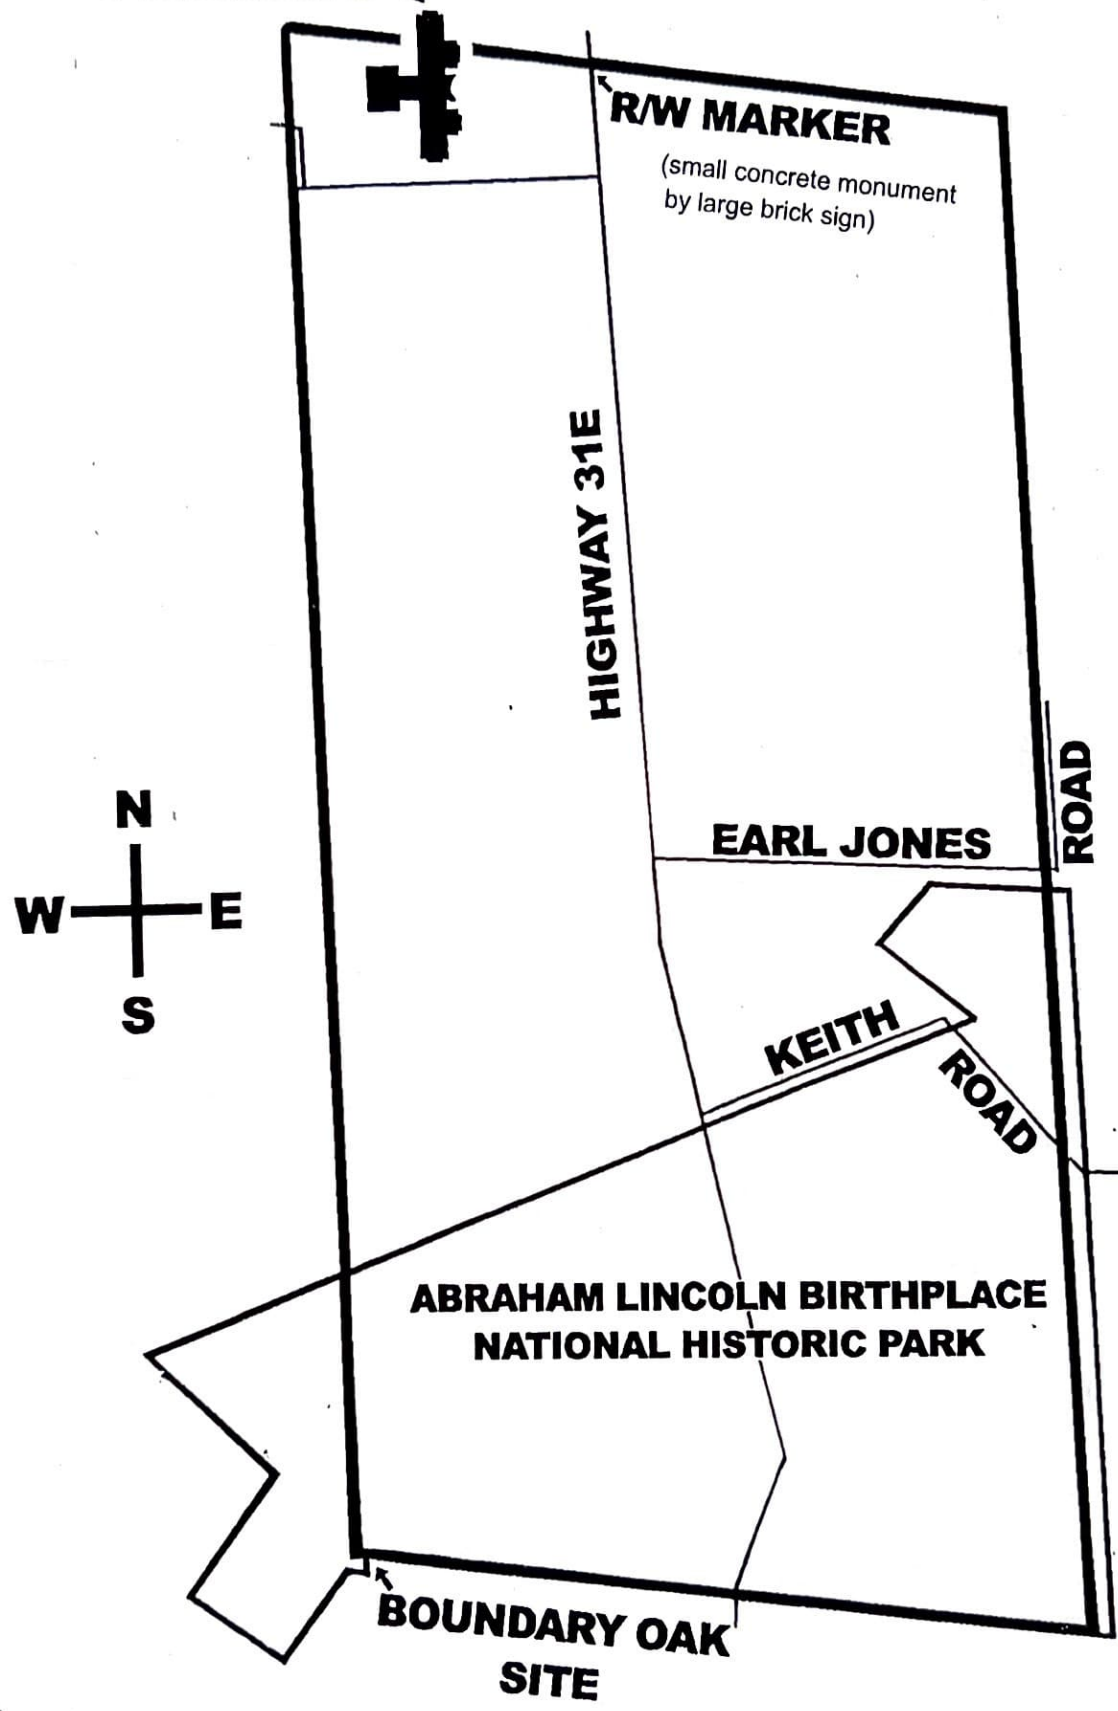 R/W MARKER
(small concrete monument
by large brick sign)
HIGHWAY 31E
ROAD
EARL JONES
N
W
E
S
KEITH
ROAD
ABRAHAM LINCOLN BIRTHPLACE
NATIONAL HISTORIC PARK
BOUNDARY OAK
SITE